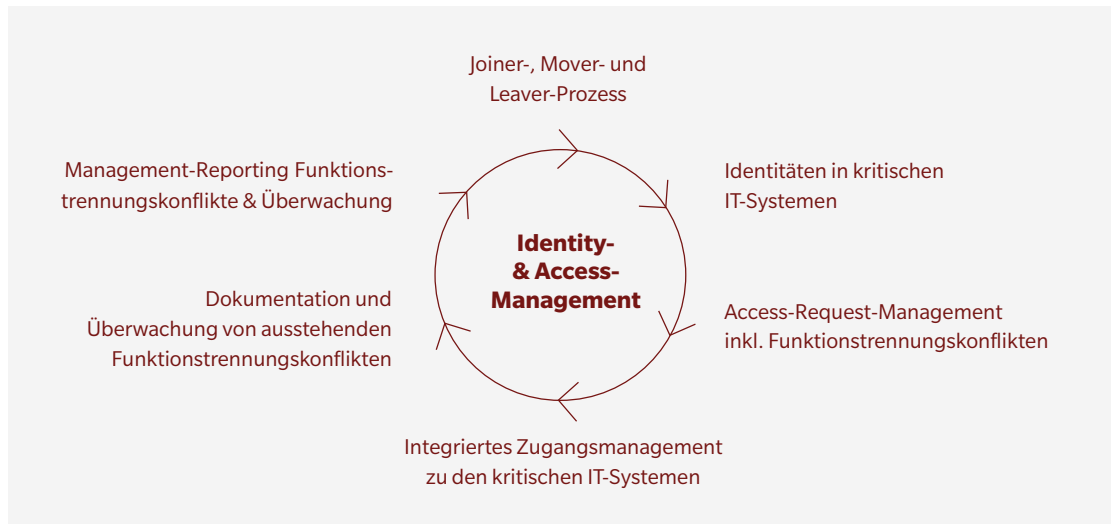 Joiner-, Mover- und
Leaver-Prozess
Management-Reporting Funktions-
trennungskonflikte & Überwachung
Identitäten in kritischen
IT-Systemen
Identity-
& Access-
Management
Dokumentation und
Überwachung von ausstehenden
Funktionstrennungskonflikten
Access-Request-Management
inkl. Funktionstrennungskonflikten
Integriertes Zugangsmanagement
zu den kritischen IT-Systemen